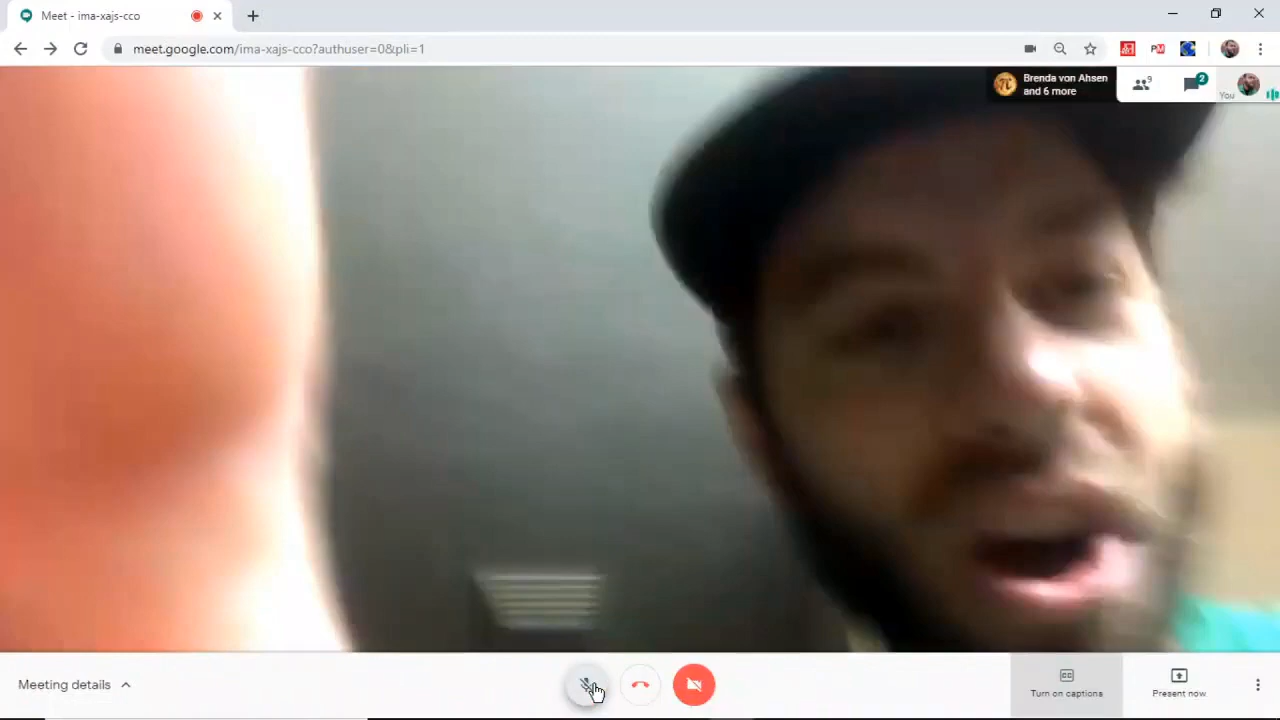 Meet - ima-xajs-cco
meet.google.com/ima-xajs-cco?authuser=0&pli=1
Brenda von Ahsen
and 6 more
9
2
You
Meeting details
Turn on captions
Present now